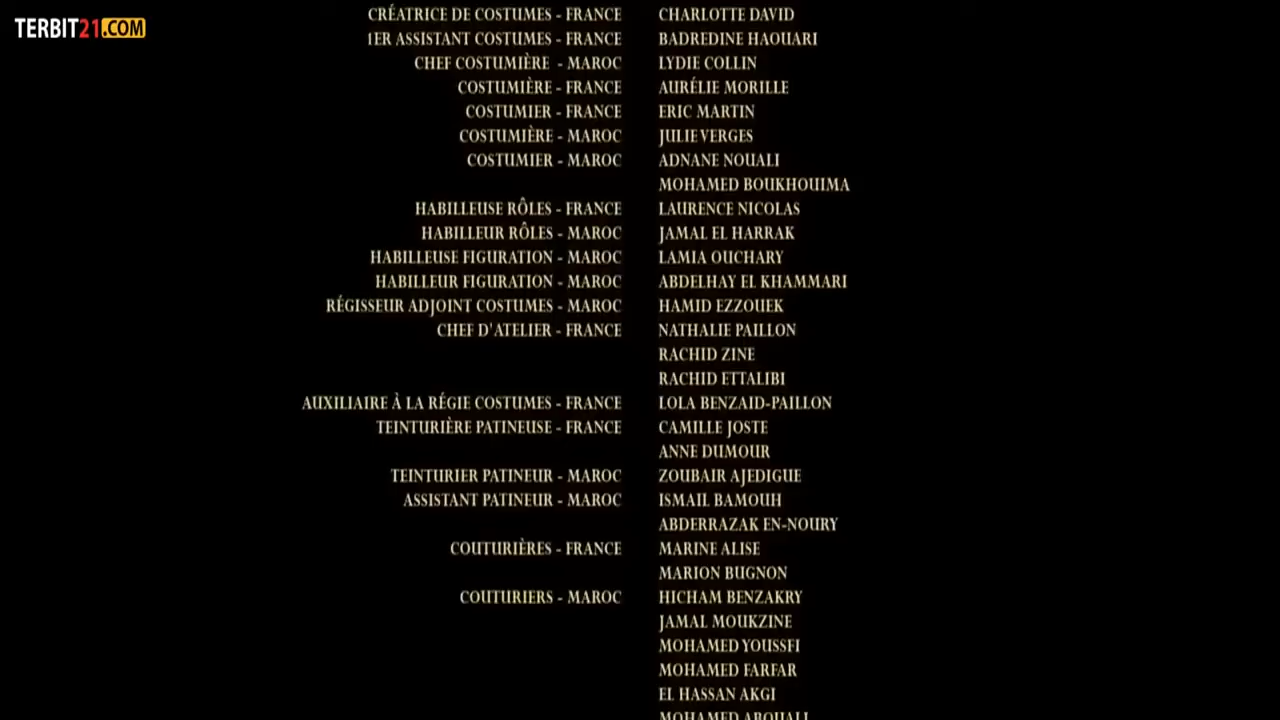 TERBIT21.COM
CRÉATRICE DE COSTUMES - FRANCE CHARLOTTE DAVID
1ER ASSISTANT COSTUMES - FRANCE BADREDINE HAOUARI
CHEF COSTUMIÈRE - MAROC LYDIE COLLIN
COSTUMIÈRE - FRANCE AURÉLIE MORILLE
COSTUMIER - FRANCE ERIC MARTIN
COSTUMIÈRE - MAROC JULIE VERGES
COSTUMIER - MAROC ADNANE NOUALI
MOHAMED BOUKHOUIMA
HABILLEUSE RÔLES - FRANCE LAURENCE NICOLAS
HABILLEUR RÔLES - MAROC JAMAL EL HARRAK
HABILLEUSE FIGURATION - MAROC LAMIA OUCHARY
HABILLEUR FIGURATION - MAROC ABDELHAY EL KHAMMARI
RÉGISSEUR ADJOINT COSTUMES - MAROC HAMID EZZOUEK
CHEF D'ATELIER - FRANCE NATHALIE PAILLON
RACHID ZINE
RACHID ETTALIBI
AUXILIAIRE À LA RÉGIE COSTUMES - FRANCE LOLA BENZAID-PAILLON
TEINTURIÈRE PATINEUSE - FRANCE CAMILLE JOSTE
ANNE DUMOUR
TEINTURIER PATINEUR - MAROC ZOUBAIR AJEDIGUE
ASSISTANT PATINEUR - MAROC ISMAIL BAMOUH
ABDERRAZAK EN-NOURY
COUTURIÈRES - FRANCE MARINE ALISE
MARION BUGNON
COUTURIERS - MAROC HICHAM BENZAKRY
JAMAL MOUKZINE
MOHAMED YOUSSFI
MOHAMED FARFAR
EL HASSAN AKGI
MOHAMED ABOUALI